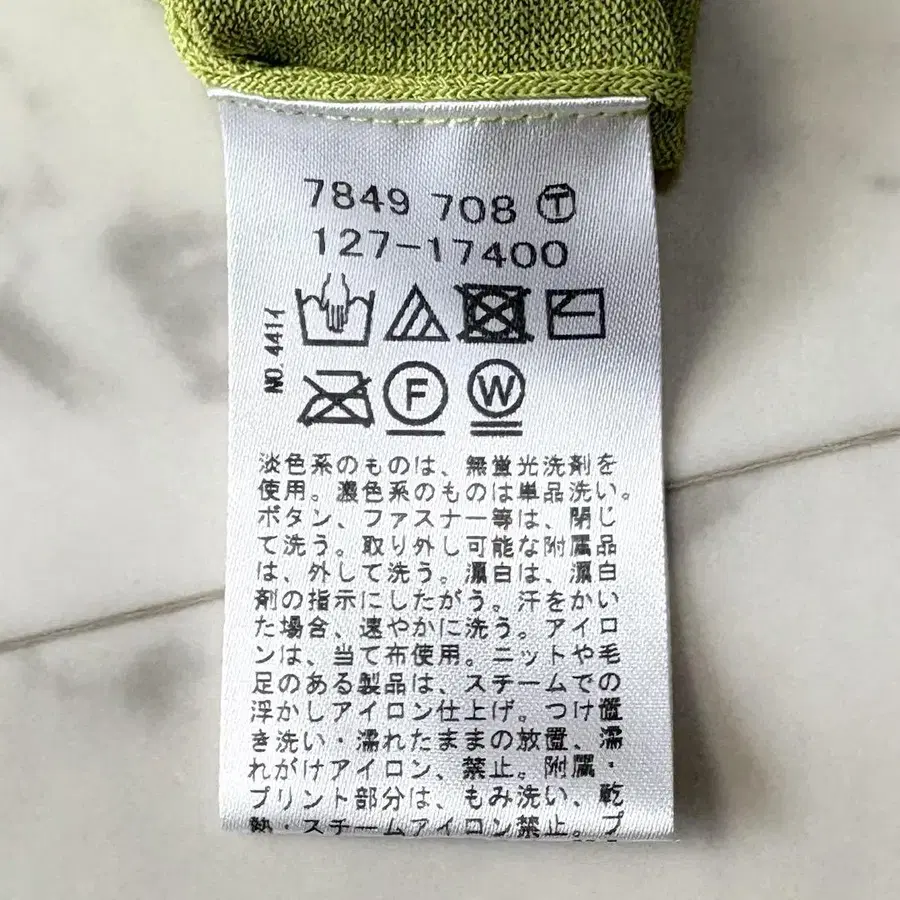 7849 708 Ⓣ
127-17400
NO. 441イ
F W
淡色系のものは、無蛍光洗剤を
使用。濃色系のものは単品洗い。
ボタン、ファスナー等は、閉じ
て洗う。取り外し可能な附属品
は、外して洗う。漂白は、漂白
剤の指示にしたがう。汗をかい
た場合、速やかに洗う。アイロ
ンは、当て布使用。ニットや毛
足のある製品は、スチームでの
浮かしアイロン仕上げ。つけ置
き洗い・濡れたままの放置、濡
れがけアイロン、禁止。附属・
プリント部分は、もみ洗い、乾
熱・スチームアイロン禁止。プ